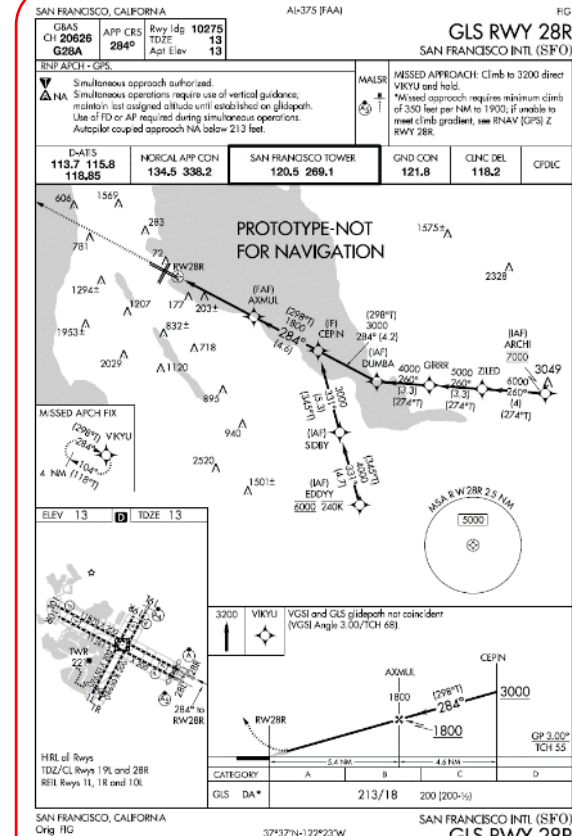 SAN FRANCISCO, CALIFORNIA
AL-375 (FAA)
FIG
GBAS
CH 20626
G28A
APP CRS
284°
Rwy ldg 10275
TDZE 13
Apt Elev 13
GLS RWY 28R
SAN FRANCISCO INTL (SFO)
RNP APCH - GPS.
Simultaneous approach authorized.
NA Simultaneous operations require use of vertical guidance;
maintain last assigned altitude until established on glidepath.
Use of FD or AP required during simultaneous operations.
Autopilot coupled approach NA below 213 feet.
MALSR
MISSED APPROACH: Climb to 3200 direct
VIKYU and hold.
*Missed approach requires minimum climb
of 350 feet per NM to 1900; if unable to
meet climb gradient, see RNAV (GPS) Z
RWY 28R.
D-ATIS
113.7 115.8
118.85
NORCAL APP CON
134.5 338.2
SAN FRANCISCO TOWER
120.5 269.1
GND CON
121.8
CLNC DEL
118.2
CPDLC
606
1569
283
781
72
RW28R
PROTOTYPE-NOT
FOR NAVIGATION
1575±
2328
1294±
1207
177
203±
832±
1953±
718
2029
1120
895
940
2520
1501±
(FAF)
AXMUL
(298°T)
1800
284°
(4.6)
(IF)
CEPIN
(298°T)
3000
284° (4.2)
(IAF)
DUMBA
4000
260°
(3.3)
(274°T)
GIRRR
5000
260°
(3.3)
(274°T)
ZILED
6000
260°
(4)
(274°T)
(IAF)
ARCHI
7000
3049
3000
331°
(5.3)
(345°T)
(IAF)
SIDBY
(345°T)
4000
331°
(4.7)
(IAF)
EDDYY
6000 240K
MISSED APCH FIX
(298°T)
284°
VIKYU
104°
(118°T)
4 NM
MSA RW28R 25 NM
5000
ELEV 13
D
TDZE 13
TWR
221
284° to
RW28R
HIRL all Rwys
TDZ/CL Rwys 19L and 28R
REIL Rwys 1L, 1R and 10L
3200
VIKYU
VGSI and GLS glidepath not coincident
(VGSI Angle 3.00/TCH 68).
CEPIN
AXMUL
1800
(298°T)
284°
3000
RW28R
1800
GP 3.00°
TCH 55
5.4 NM
4.6 NM
CATEGORY
A
B
C
D
GLS DA*
213/18 200 (200-½)
SAN FRANCISCO, CALIFORNIA
Orig FIG
37°37'N-122°23'W
SAN FRANCISCO INTL (SFO)
GLS RWY 28R